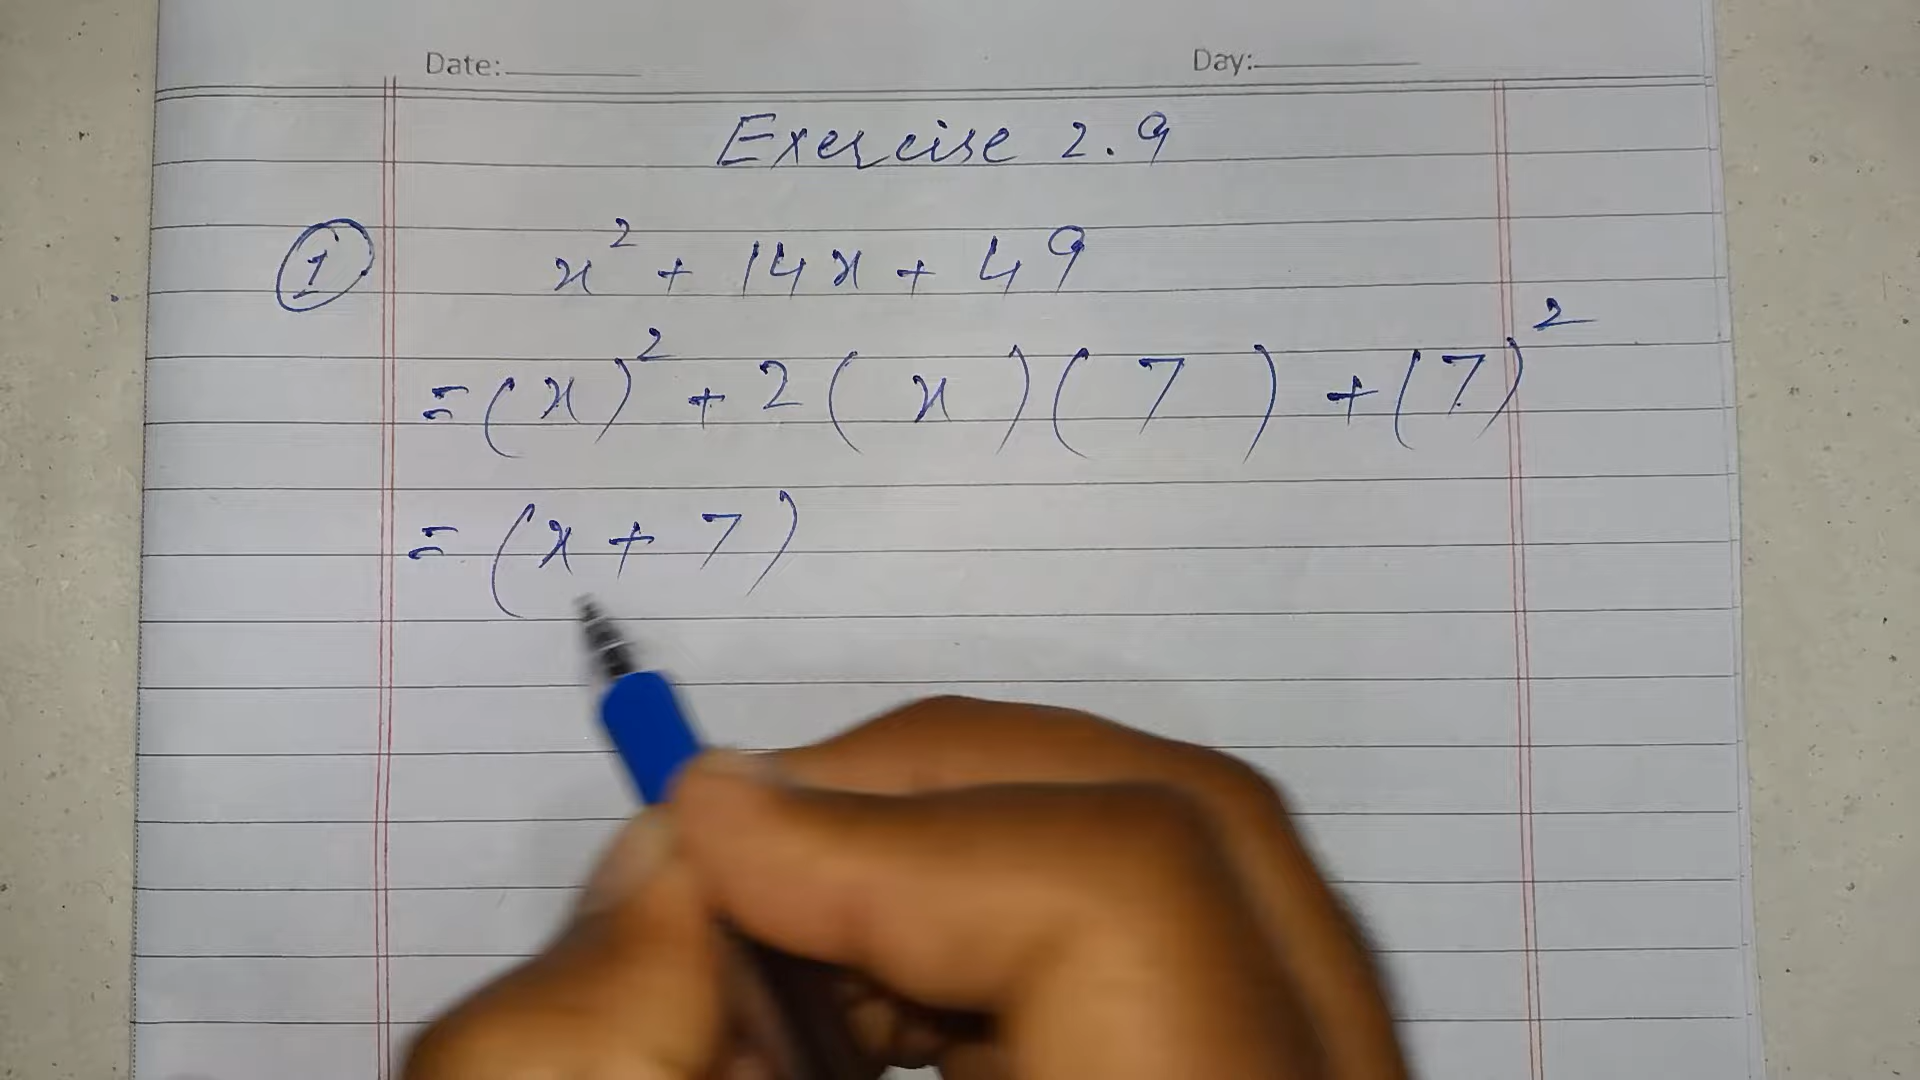 Date: Day:
Exercise 2.9
1 x² + 14x + 49
= (x)² + 2(x)(7) + (7)²
= (x + 7)